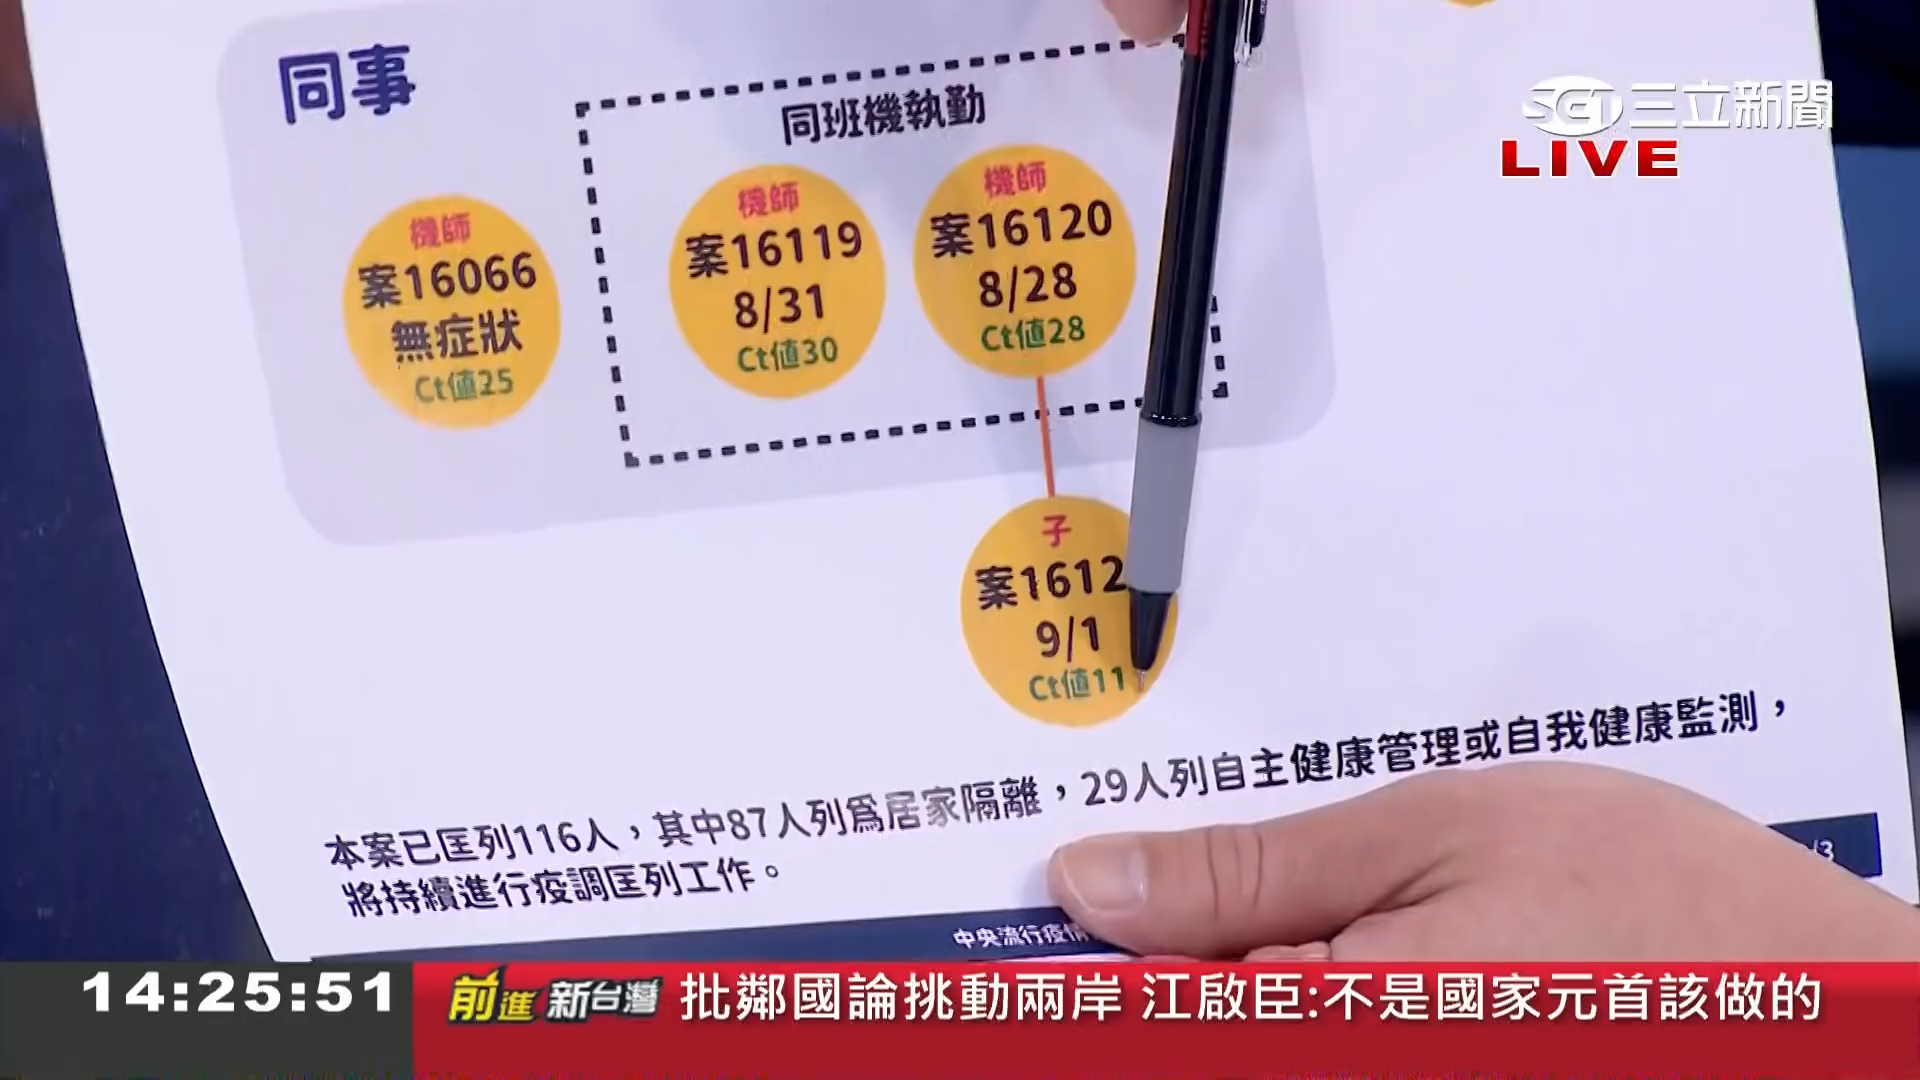 同事
同班機執勤
機師
案16066
無症狀
Ct值25
機師
案16119
8/31
Ct值30
機師
案16120
8/28
Ct值28
子
案1612
9/1
Ct值11
本案已匡列116人，其中87人列為居家隔離，29人列自主健康管理或自我健康監測，
將持續進行疫調匡列工作。
中央流行疫情
SET三立新聞
LIVE
14:25:51
前進新台灣
批鄰國論挑動兩岸 江啟臣:不是國家元首該做的